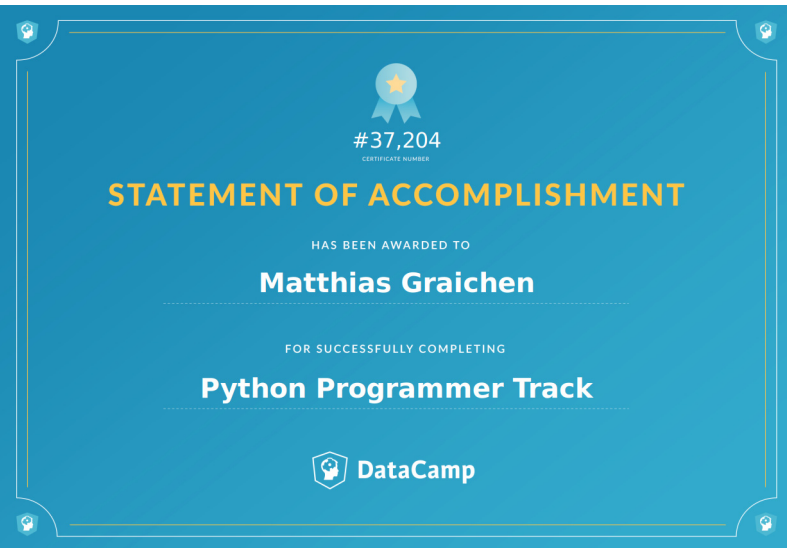 #37,204
CERTIFICATE NUMBER
STATEMENT OF ACCOMPLISHMENT
HAS BEEN AWARDED TO
Matthias Graichen
FOR SUCCESSFULLY COMPLETING
Python Programmer Track
DataCamp